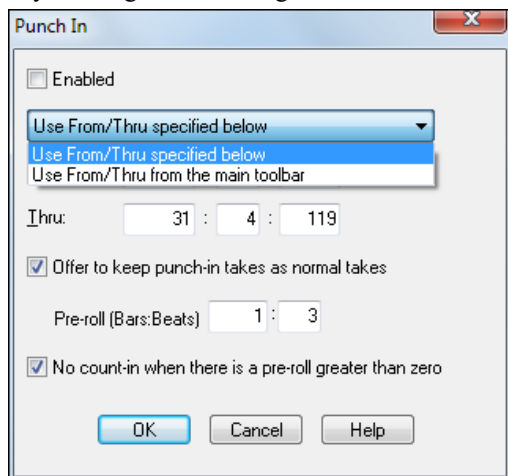 Punch In
Enabled
Use From/Thru specified below
Use From/Thru specified below
Use From/Thru from the main toolbar
Thru: 31 : 4 : 119
Offer to keep punch-in takes as normal takes
Pre-roll (Bars:Beats) 1 : 3
No count-in when there is a pre-roll greater than zero
OK Cancel Help